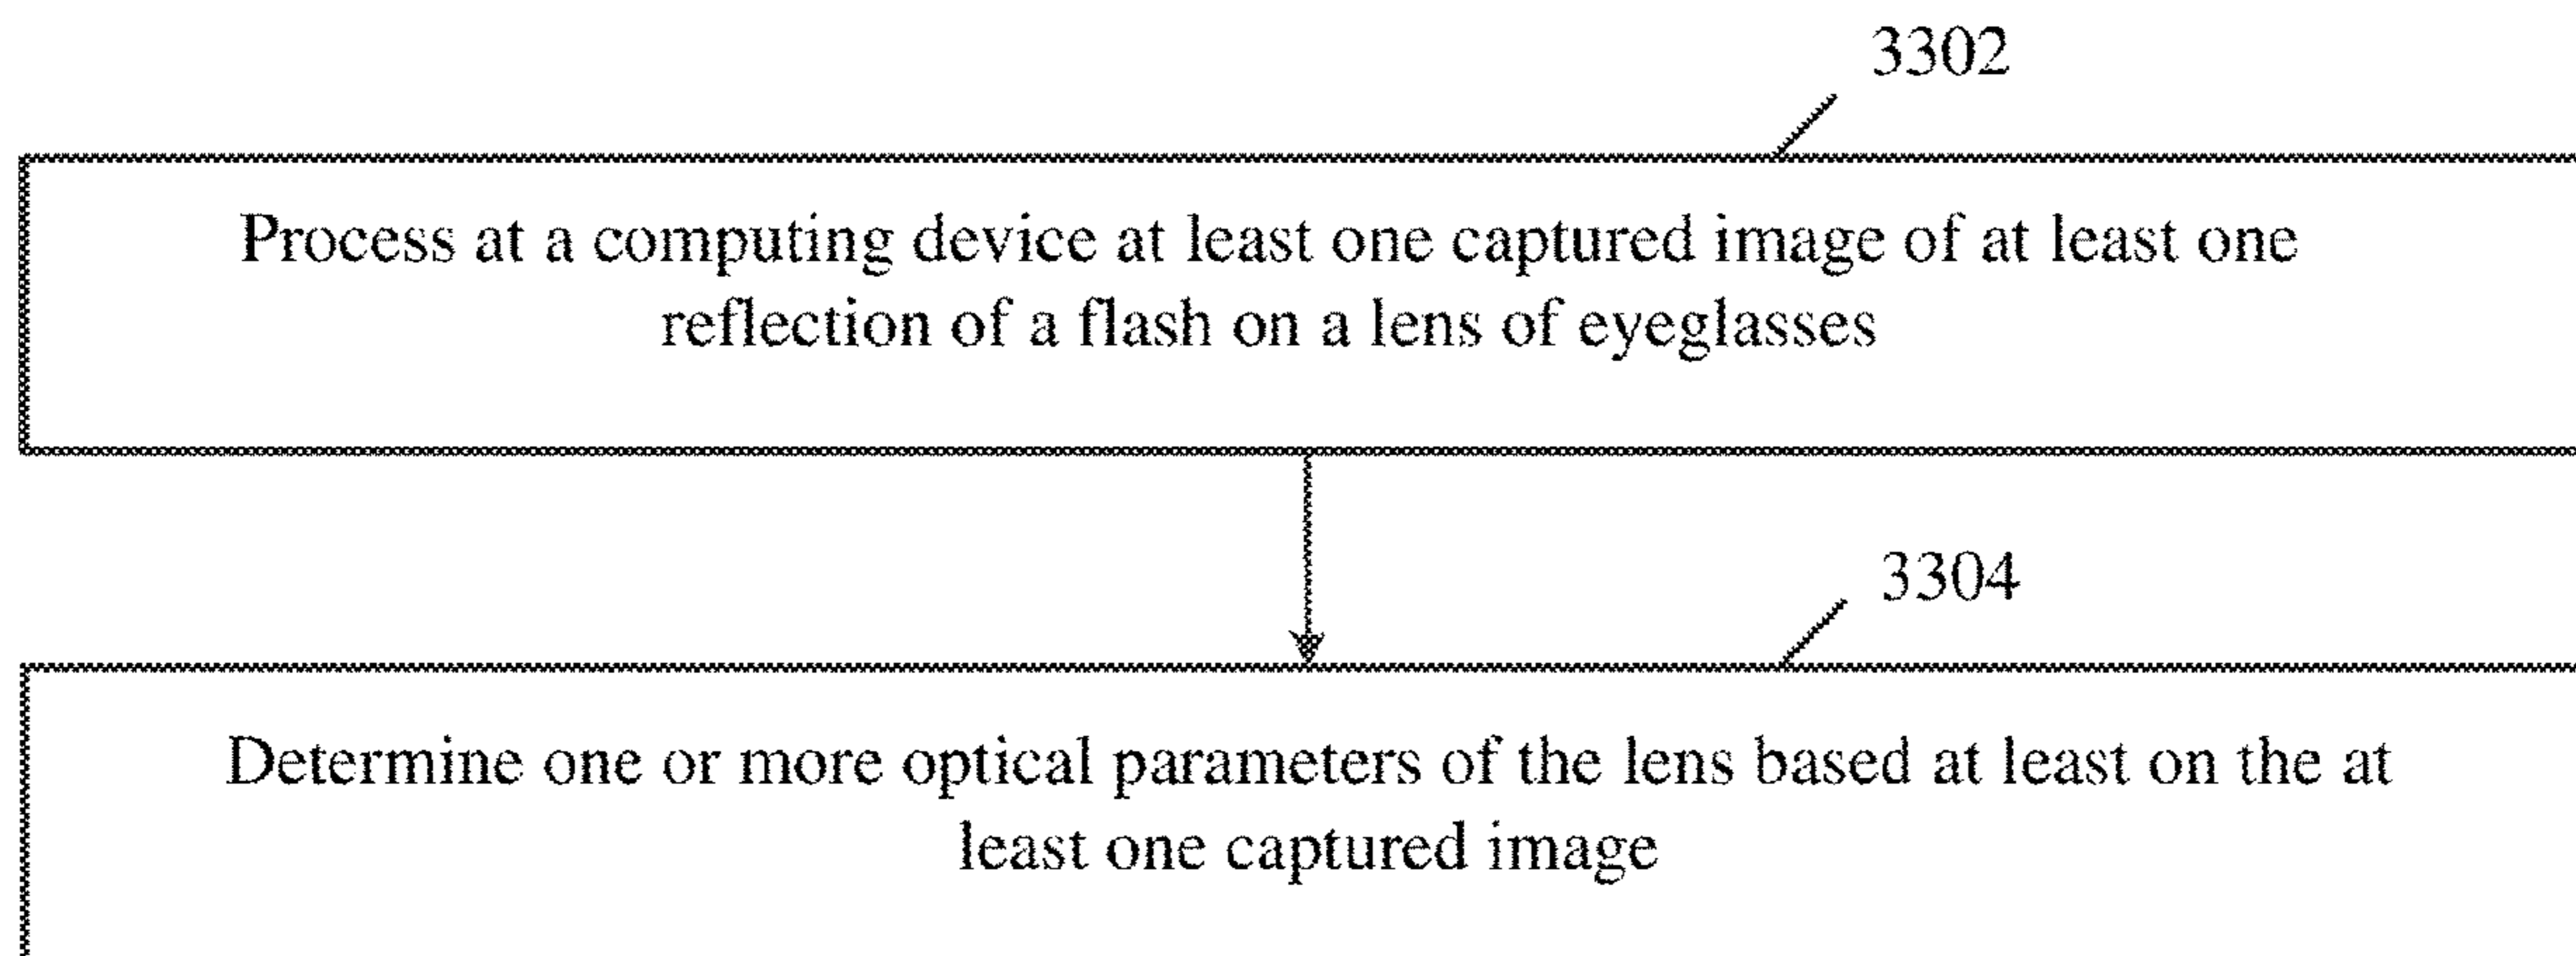 3302
Process at a computing device at least one captured image of at least one
reflection of a flash on a lens of eyeglasses
3304
Determine one or more optical parameters of the lens based at least on the at
least one captured image